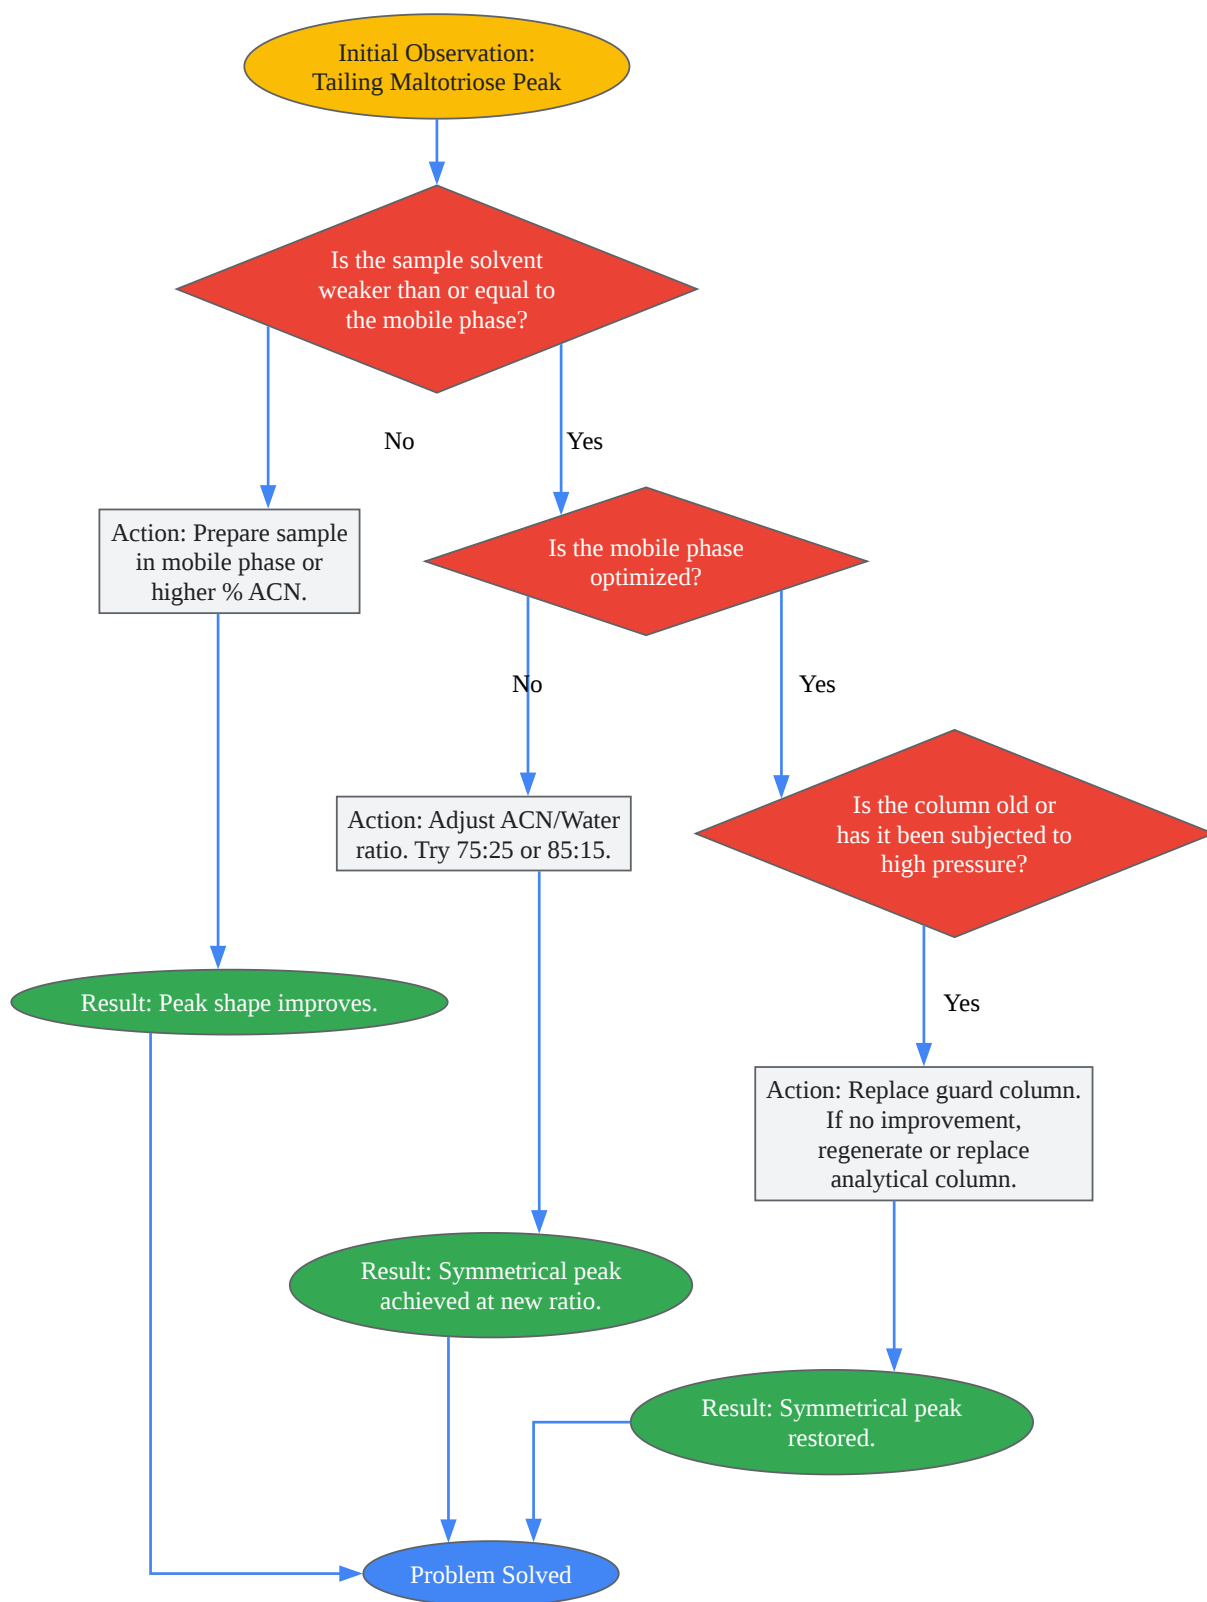 Initial Observation:
Tailing Maltotriose Peak
Is the sample solvent
weaker than or equal to
the mobile phase?
No
Yes
Action: Prepare sample
in mobile phase or
higher % ACN.
Is the mobile phase
optimized?
No
Yes
Action: Adjust ACN/Water
ratio. Try 75:25 or 85:15.
Is the column old or
has it been subjected to
high pressure?
Result: Peak shape improves.
Yes
Action: Replace guard column.
If no improvement,
regenerate or replace
analytical column.
Result: Symmetrical peak
achieved at new ratio.
Result: Symmetrical peak
restored.
Problem Solved